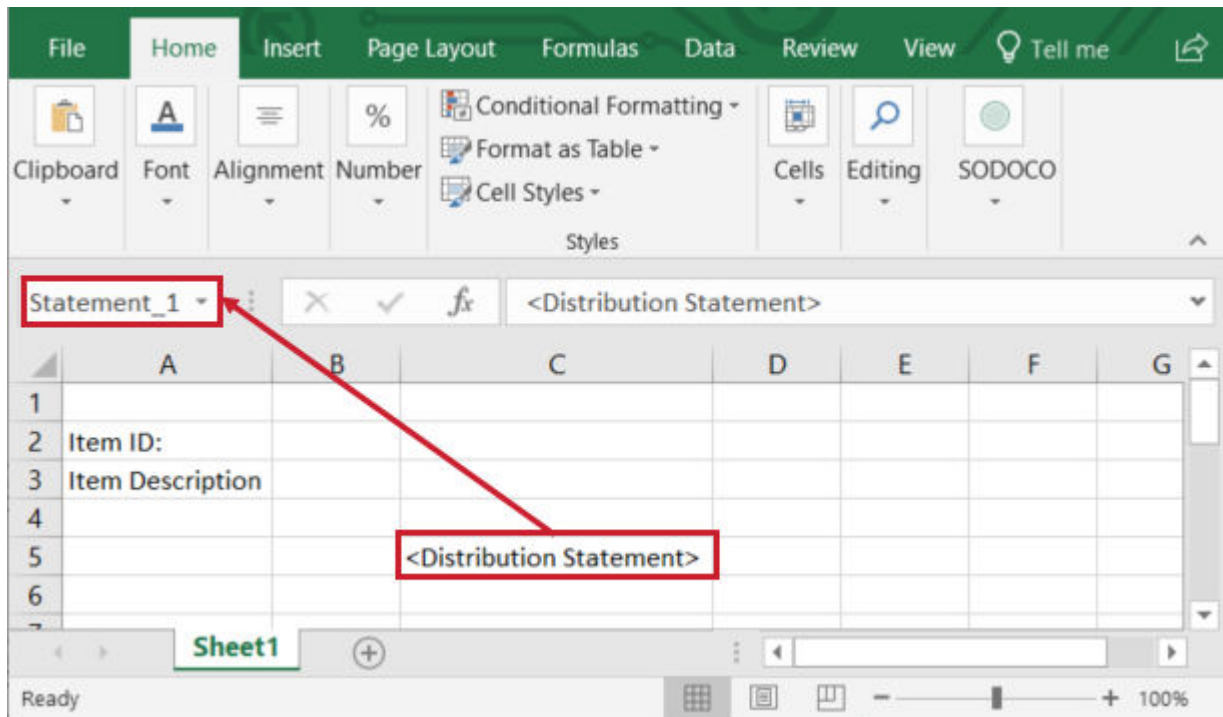 File Home Insert Page Layout Formulas Data Review View Tell me
Conditional Formatting
Format as Table
Cell Styles
Clipboard Font Alignment Number Cells Editing SODOCO
Styles
Statement_1 fx <Distribution Statement>
A B C D E F G
1
2 Item ID:
3 Item Description
4
5 <Distribution Statement>
6
Sheet1
Ready 100%